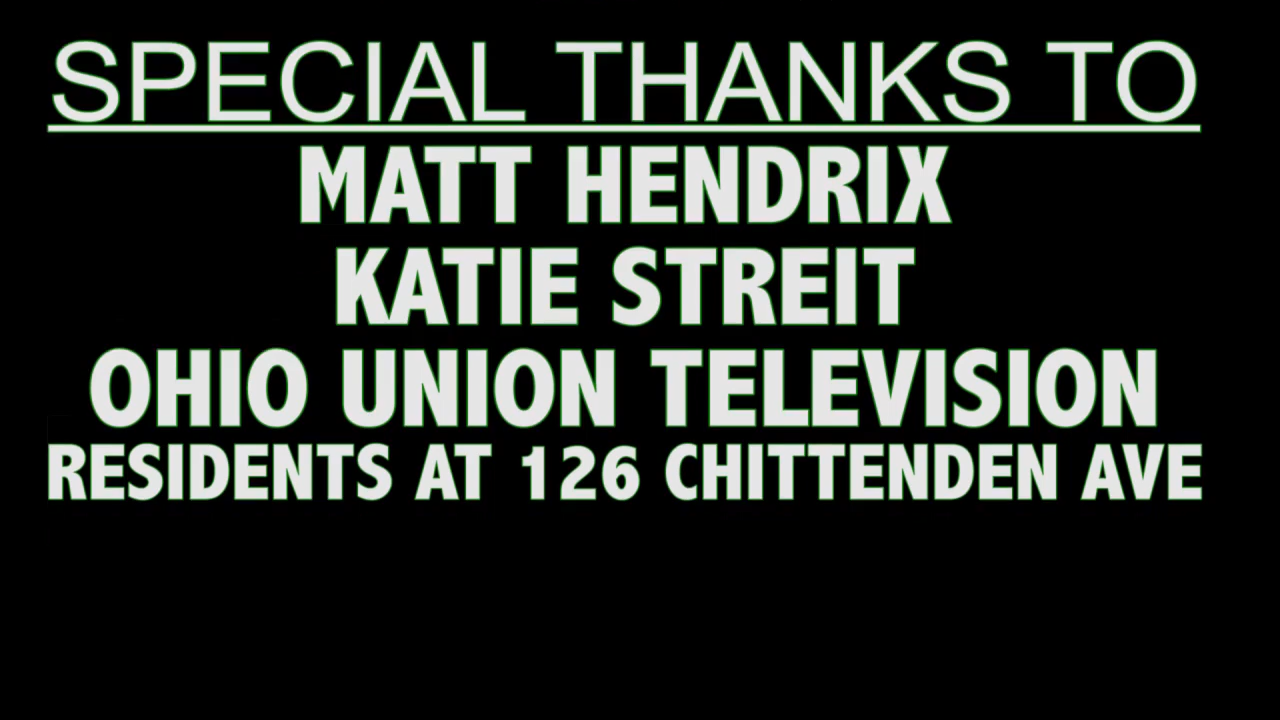 SPECIAL THANKS TO
MATT HENDRIX
KATIE STREIT
OHIO UNION TELEVISION
RESIDENTS AT 126 CHITTENDEN AVE